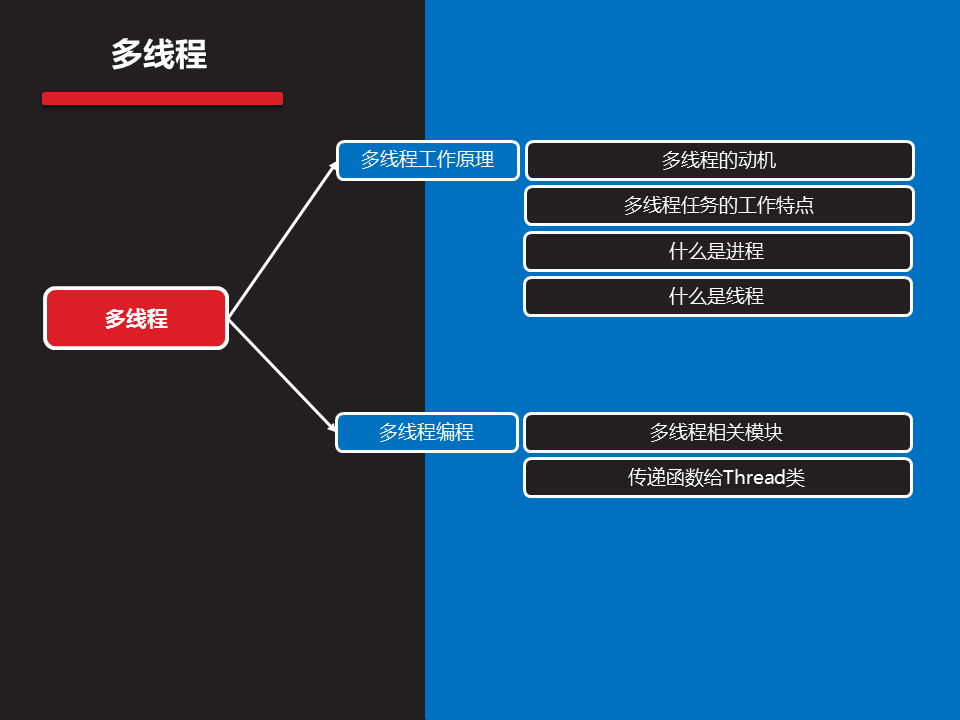 多线程
多线程工作原理
多线程的动机
多线程任务的工作特点
什么是进程
什么是线程
多线程
多线程编程
多线程相关模块
传递函数给Thread类